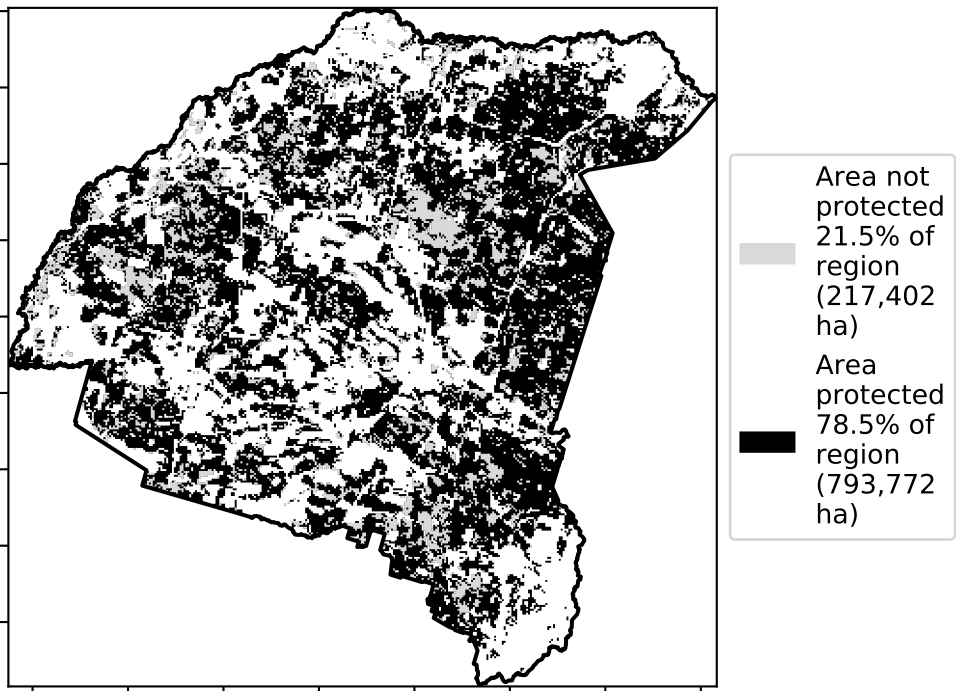 Area not
protected
21.5% of
region
(217,402
ha)
Area
protected
78.5% of
region
(793,772
ha)